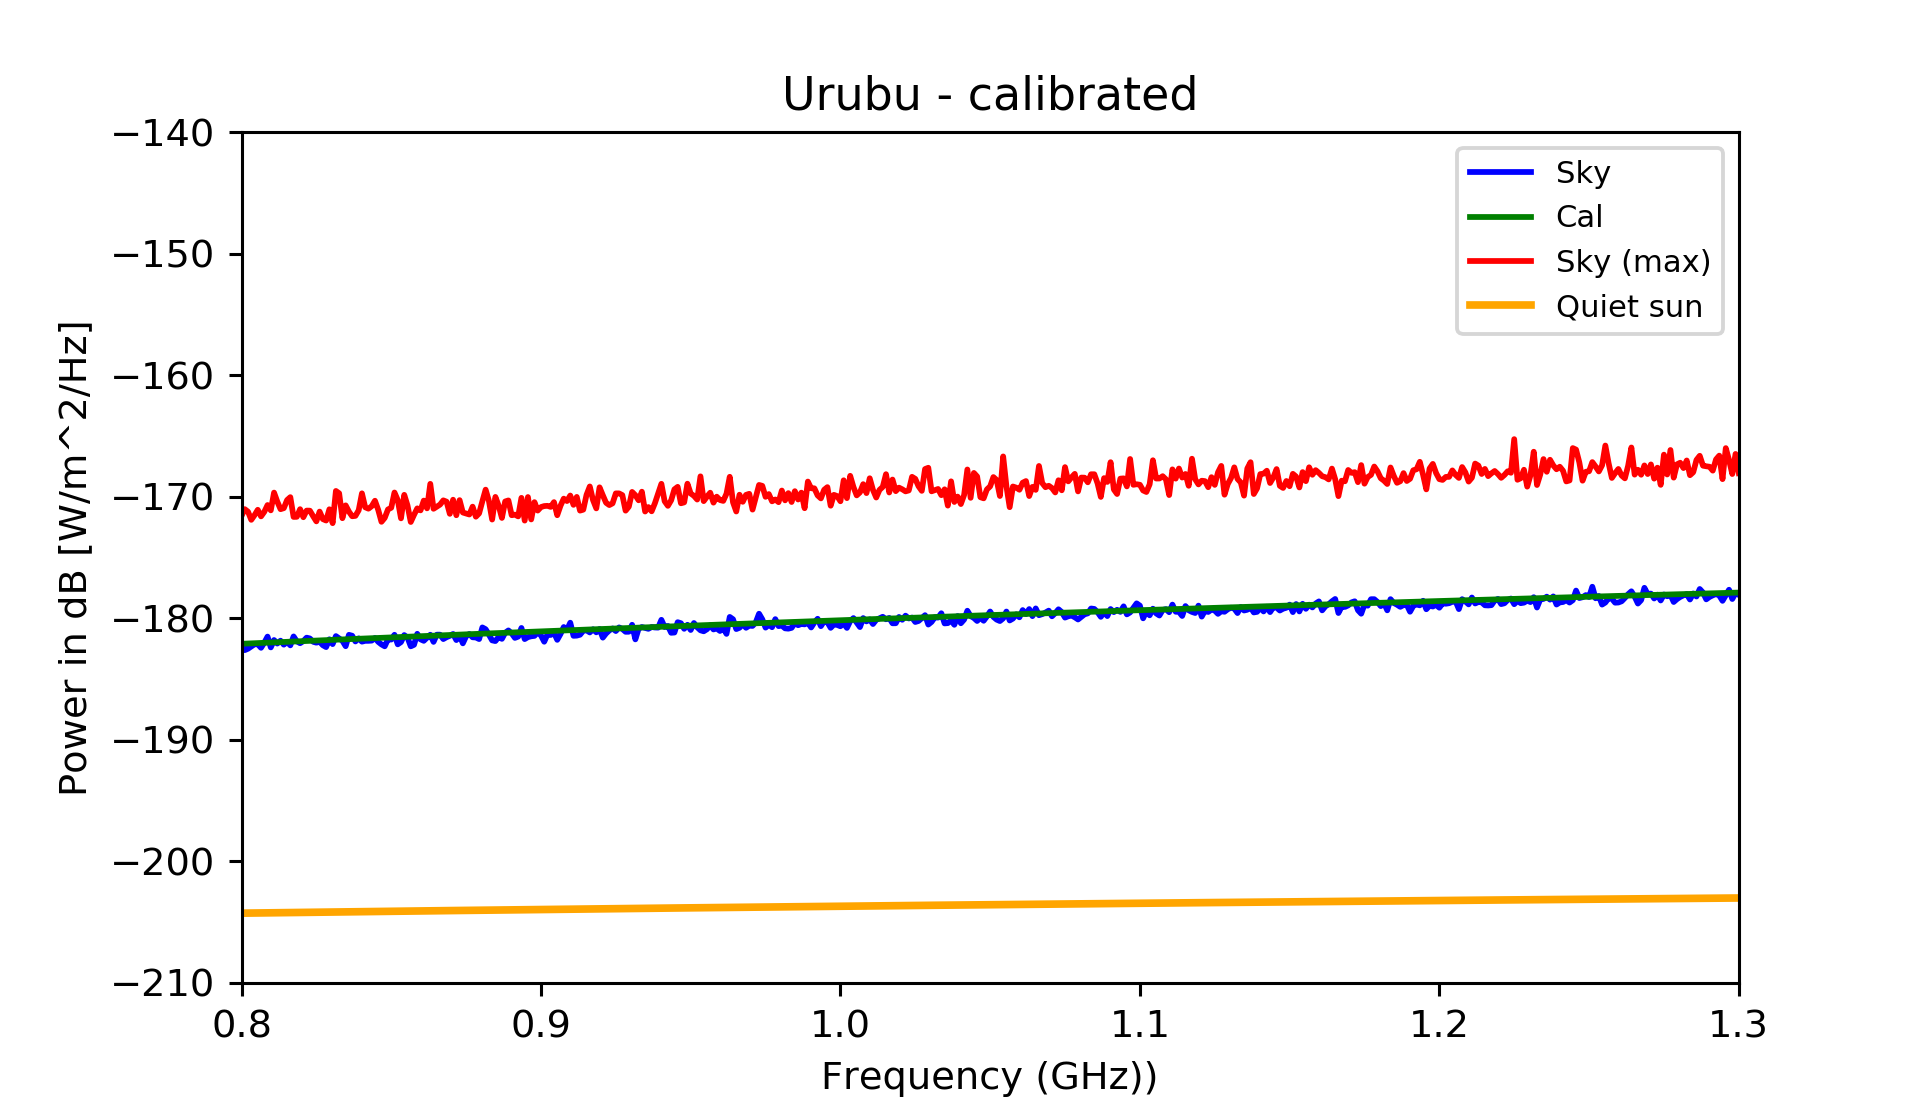 Urubu - calibrated
−140
−150
−160
−170
−180
−190
−200
−210
Power in dB [W/m^2/Hz]
Sky
Cal
Sky (max)
Quiet sun
0.8 0.9 1.0 1.1 1.2 1.3
Frequency (GHz))